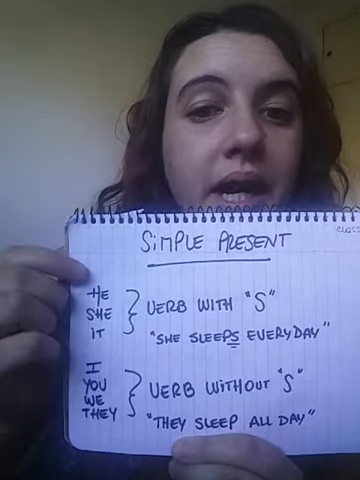 CLASS
SIMPLE PRESENT
HE
SHE
IT
VERB WITH "S"
"SHE SLEEPS EVERYDAY"
I
YOU
WE
THEY
VERB WITHOUT "S"
"THEY SLEEP ALL DAY"